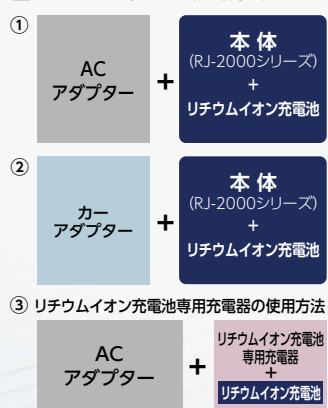 ①
AC
アダプター
+
本 体
(RJ-2000シリーズ)
+
リチウムイオン充電池
②
カー
アダプター
+
本 体
(RJ-2000シリーズ)
+
リチウムイオン充電池
③ リチウムイオン充電池専用充電器の使用方法
AC
アダプター
+
リチウムイオン充電池
専用充電器
+
リチウムイオン充電池